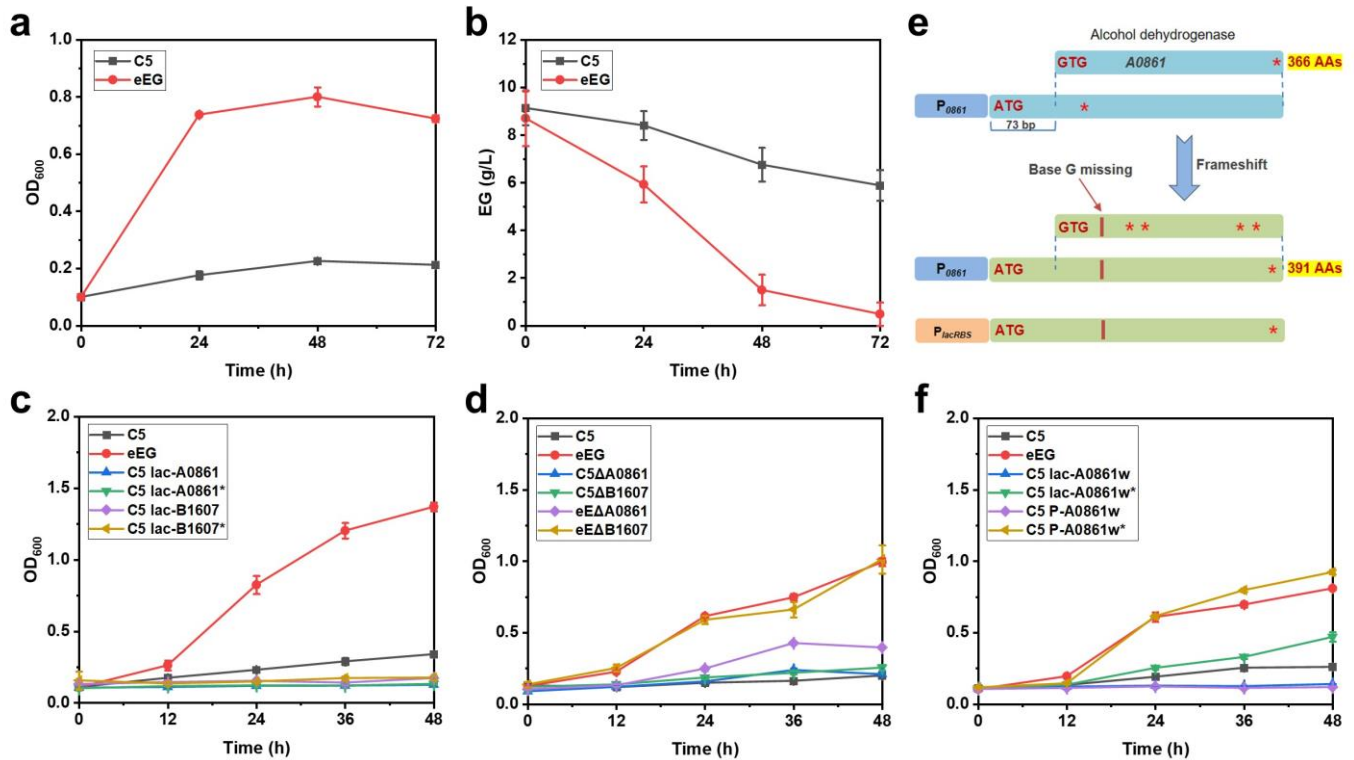 a
OD600
1.0
0.8
0.6
0.4
0.2
0.0
C5
eEG
0
24
48
72
Time (h)
b
EG (g/L)
12
10
8
6
4
2
0
C5
eEG
0
24
48
72
Time (h)
e
Alcohol dehydrogenase
GTG A0861 * 366 AAs
P0861 ATG *
73 bp
Frameshift
Base G missing
GTG * * * *
P0861 ATG * 391 AAs
PlacRBS ATG *
c
OD600
2.0
1.5
1.0
0.5
0.0
C5
eEG
C5 lac-A0861
C5 lac-A0861*
C5 lac-B1607
C5 lac-B1607*
0
12
24
36
48
Time (h)
d
OD600
2.0
1.5
1.0
0.5
0.0
C5
eEG
C5ΔA0861
C5ΔB1607
eEΔA0861
eEΔB1607
0
12
24
36
48
Time (h)
f
OD600
2.0
1.5
1.0
0.5
0.0
C5
eEG
C5 lac-A0861w
C5 lac-A0861w*
C5 P-A0861w
C5 P-A0861w*
0
12
24
36
48
Time (h)